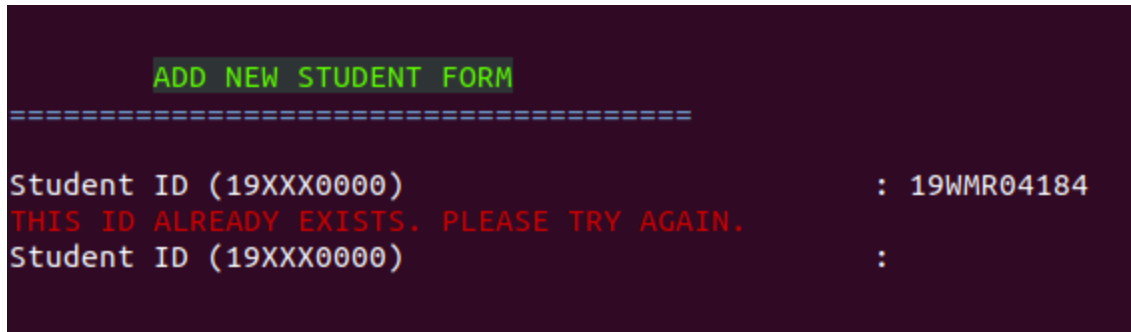 ADD NEW STUDENT FORM
======================================
Student ID (19XXX0000) : 19WMR04184
THIS ID ALREADY EXISTS. PLEASE TRY AGAIN.
Student ID (19XXX0000) :